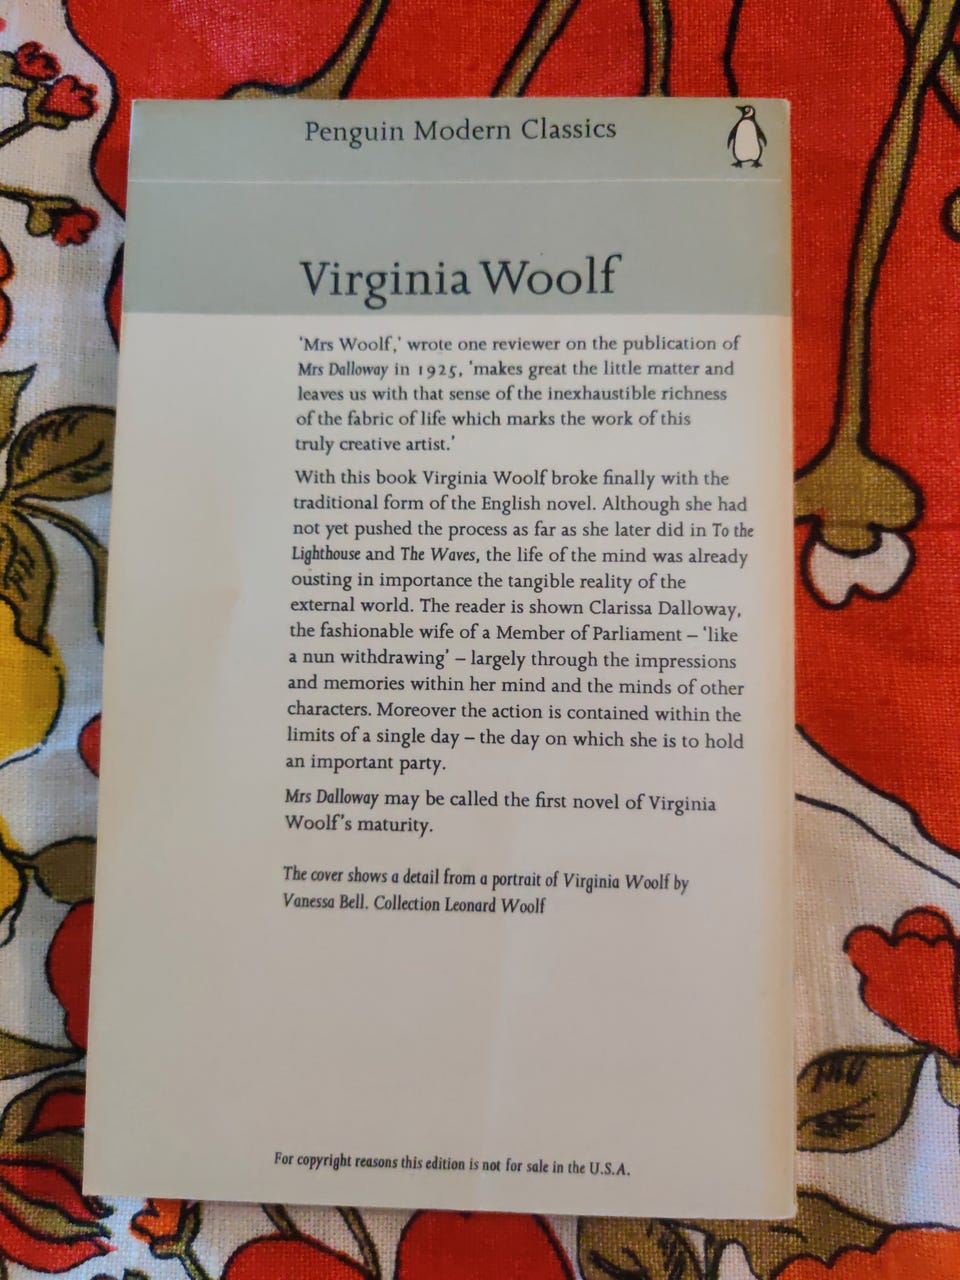 Penguin Modern Classics
Virginia Woolf
'Mrs Woolf,' wrote one reviewer on the publication of
Mrs Dalloway in 1925, 'makes great the little matter and
leaves us with that sense of the inexhaustible richness
of the fabric of life which marks the work of this
truly creative artist.'
With this book Virginia Woolf broke finally with the
traditional form of the English novel. Although she had
not yet pushed the process as far as she later did in To the
Lighthouse and The Waves, the life of the mind was already
ousting in importance the tangible reality of the
external world. The reader is shown Clarissa Dalloway,
the fashionable wife of a Member of Parliament – 'like
a nun withdrawing' – largely through the impressions
and memories within her mind and the minds of other
characters. Moreover the action is contained within the
limits of a single day – the day on which she is to hold
an important party.
Mrs Dalloway may be called the first novel of Virginia
Woolf's maturity.
The cover shows a detail from a portrait of Virginia Woolf by
Vanessa Bell. Collection Leonard Woolf
For copyright reasons this edition is not for sale in the U.S.A.